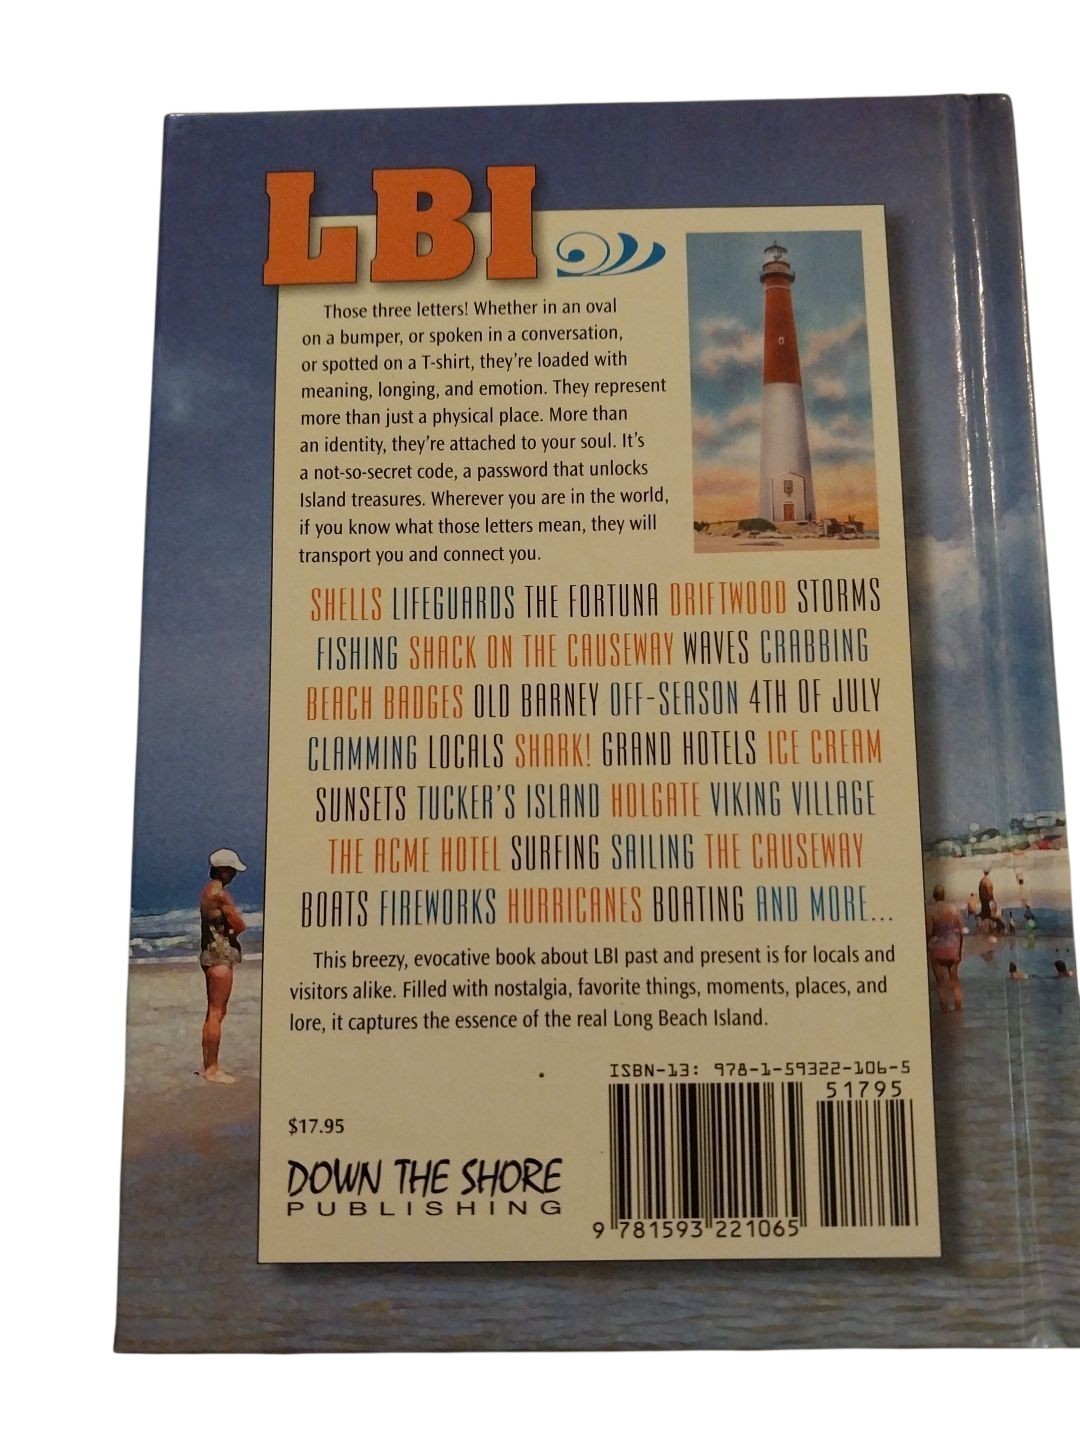 LBI
Those three letters! Whether in an oval
on a bumper, or spoken in a conversation,
or spotted on a T-shirt, they're loaded with
meaning, longing, and emotion. They represent
more than just a physical place. More than
an identity, they're attached to your soul. It's
a not-so-secret code, a password that unlocks
Island treasures. Wherever you are in the world,
if you know what those letters mean, they will
transport you and connect you.
SHELLS LIFEGUARDS THE FORTUNA DRIFTWOOD STORMS
FISHING SHACK ON THE CAUSEWAY WAVES CRABBING
BEACH BADGES OLD BARNEY OFF-SEASON 4TH OF JULY
CLAMMING LOCALS SHARK! GRAND HOTELS ICE CREAM
SUNSETS TUCKER'S ISLAND HOLGATE VIKING VILLAGE
THE ACME HOTEL SURFING SAILING THE CAUSEWAY
BOATS FIREWORKS HURRICANES BOATING AND MORE...
This breezy, evocative book about LBI past and present is for locals and
visitors alike. Filled with nostalgia, favorite things, moments, places, and
lore, it captures the essence of the real Long Beach Island.
ISBN-13: 978-1-59322-106-5
51795
$17.95
DOWN THE SHORE
PUBLISHING
9 781593 221065